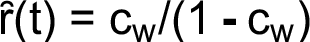 r̂(t) = c_w/(1 - c_w)